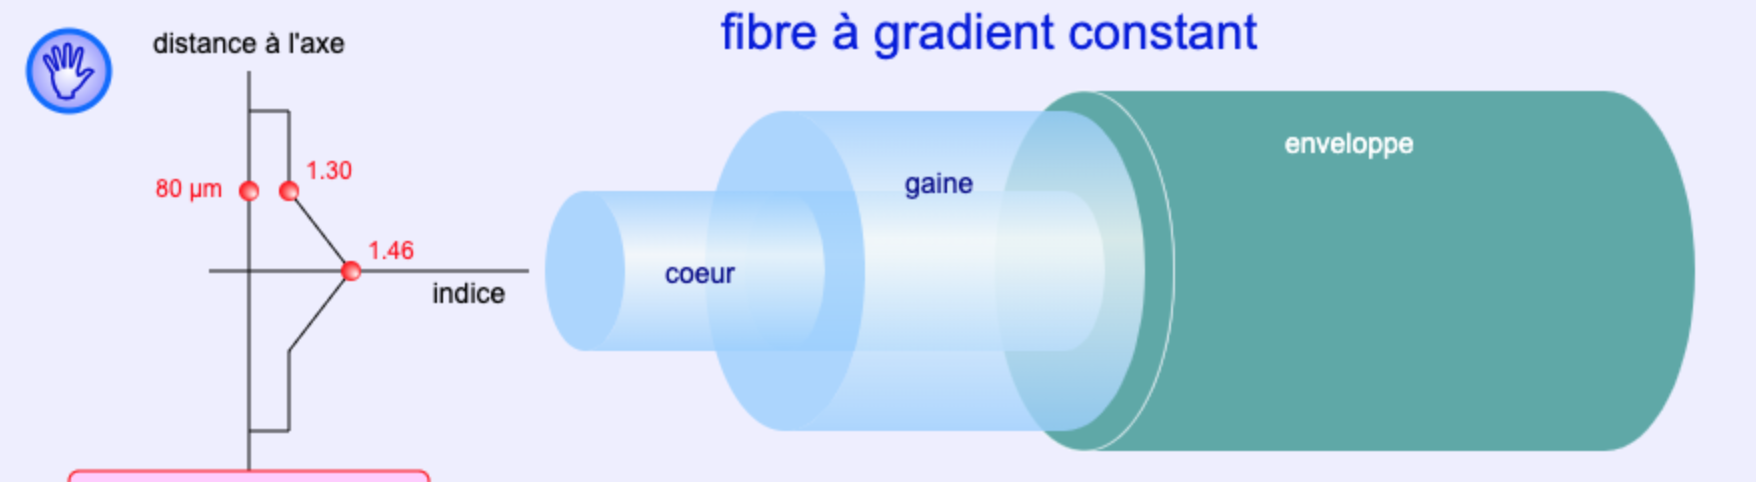 fibre à gradient constant
distance à l'axe
enveloppe
1.30
80 µm
gaine
1.46
coeur
indice